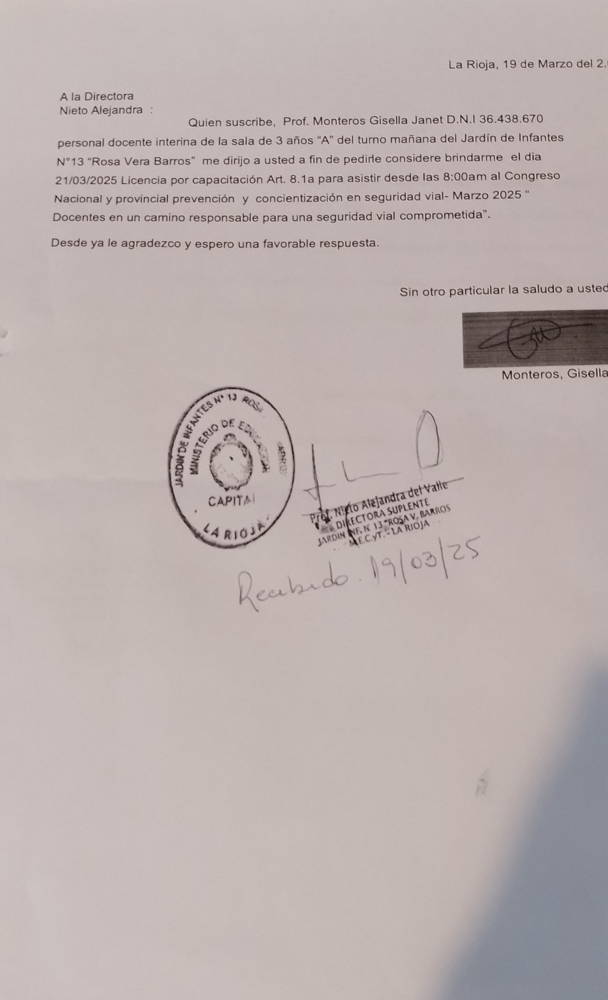 La Rioja, 19 de Marzo del 2.
A la Directora
Nieto Alejandra :
Quien suscribe, Prof. Monteros Gisella Janet D.N.I 36.438.670
personal docente interina de la sala de 3 años “A” del turno mañana del Jardín de Infantes
N°13 “Rosa Vera Barros” me dirijo a usted a fin de pedirle considere brindarme el dia
21/03/2025 Licencia por capacitación Art. 8.1a para asistir desde las 8:00am al Congreso
Nacional y provincial prevención y concientización en seguridad vial- Marzo 2025 “
Docentes en un camino responsable para una seguridad vial comprometida”.
Desde ya le agradezco y espero una favorable respuesta.
Sin otro particular la saludo a usted
Monteros, Gisella
JARDIN DE INFANTES N° 13 ROSA
MINISTERIO DE EDUCACION
CAPITAL
LA RIOJA
Prof. Nieto Alejandra del Valle
DIRECTORA SUPLENTE
JARDIN INF. N° 13 "ROSA V. BARROS
M.E.C.yT. - LA RIOJA
Recibido. 19/03/25